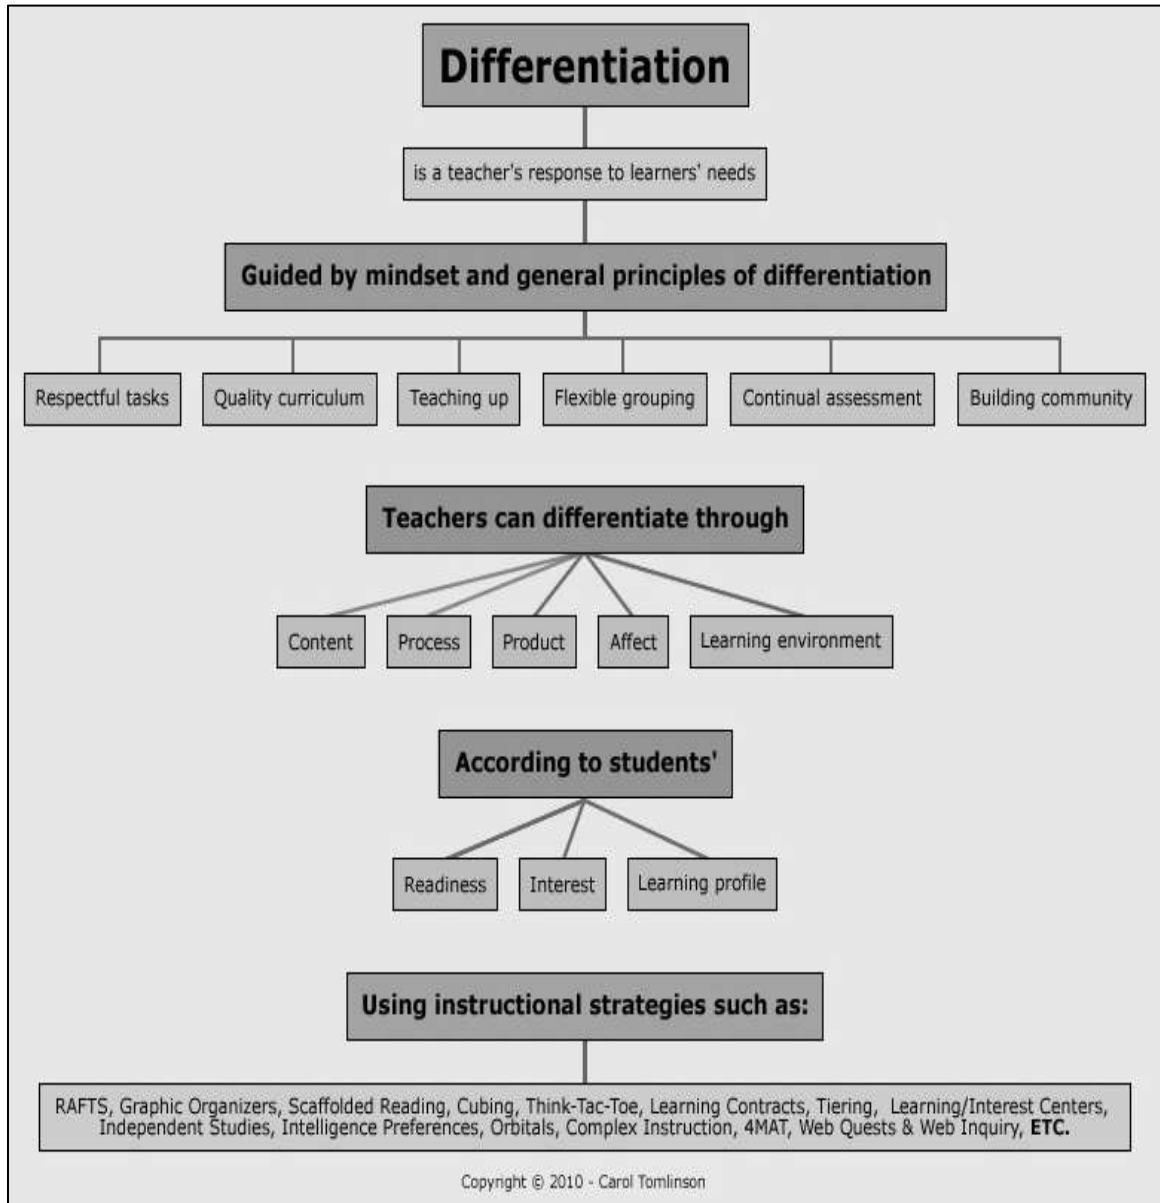 Differentiation
is a teacher's response to learners' needs
Guided by mindset and general principles of differentiation
Respectful tasks
Quality curriculum
Teaching up
Flexible grouping
Continual assessment
Building community
Teachers can differentiate through
Content
Process
Product
Affect
Learning environment
According to students'
Readiness
Interest
Learning profile
Using instructional strategies such as:
RAFTS, Graphic Organizers, Scaffolded Reading, Cubing, Think-Tac-Toe, Learning Contracts, Tiering, Learning/Interest Centers,
Independent Studies, Intelligence Preferences, Orbitals, Complex Instruction, 4MAT, Web Quests & Web Inquiry, ETC.
Copyright © 2010 - Carol Tomlinson